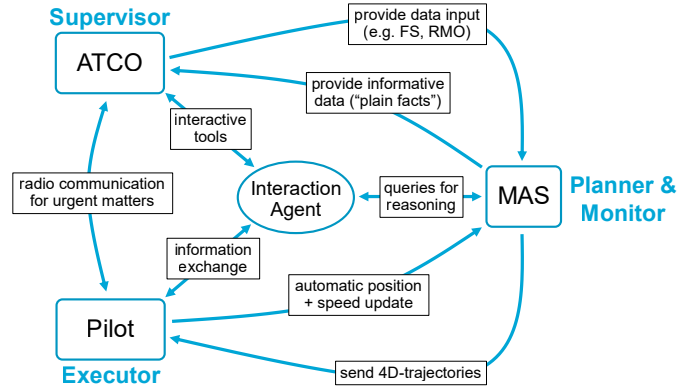 Supervisor
ATCO
provide data input
(e.g. FS, RMO)
provide informative
data (“plain facts”)
interactive
tools
radio communication
for urgent matters
Interaction
Agent
queries for
reasoning
MAS
Planner &
Monitor
information
exchange
automatic position
+ speed update
Pilot
Executor
send 4D-trajectories